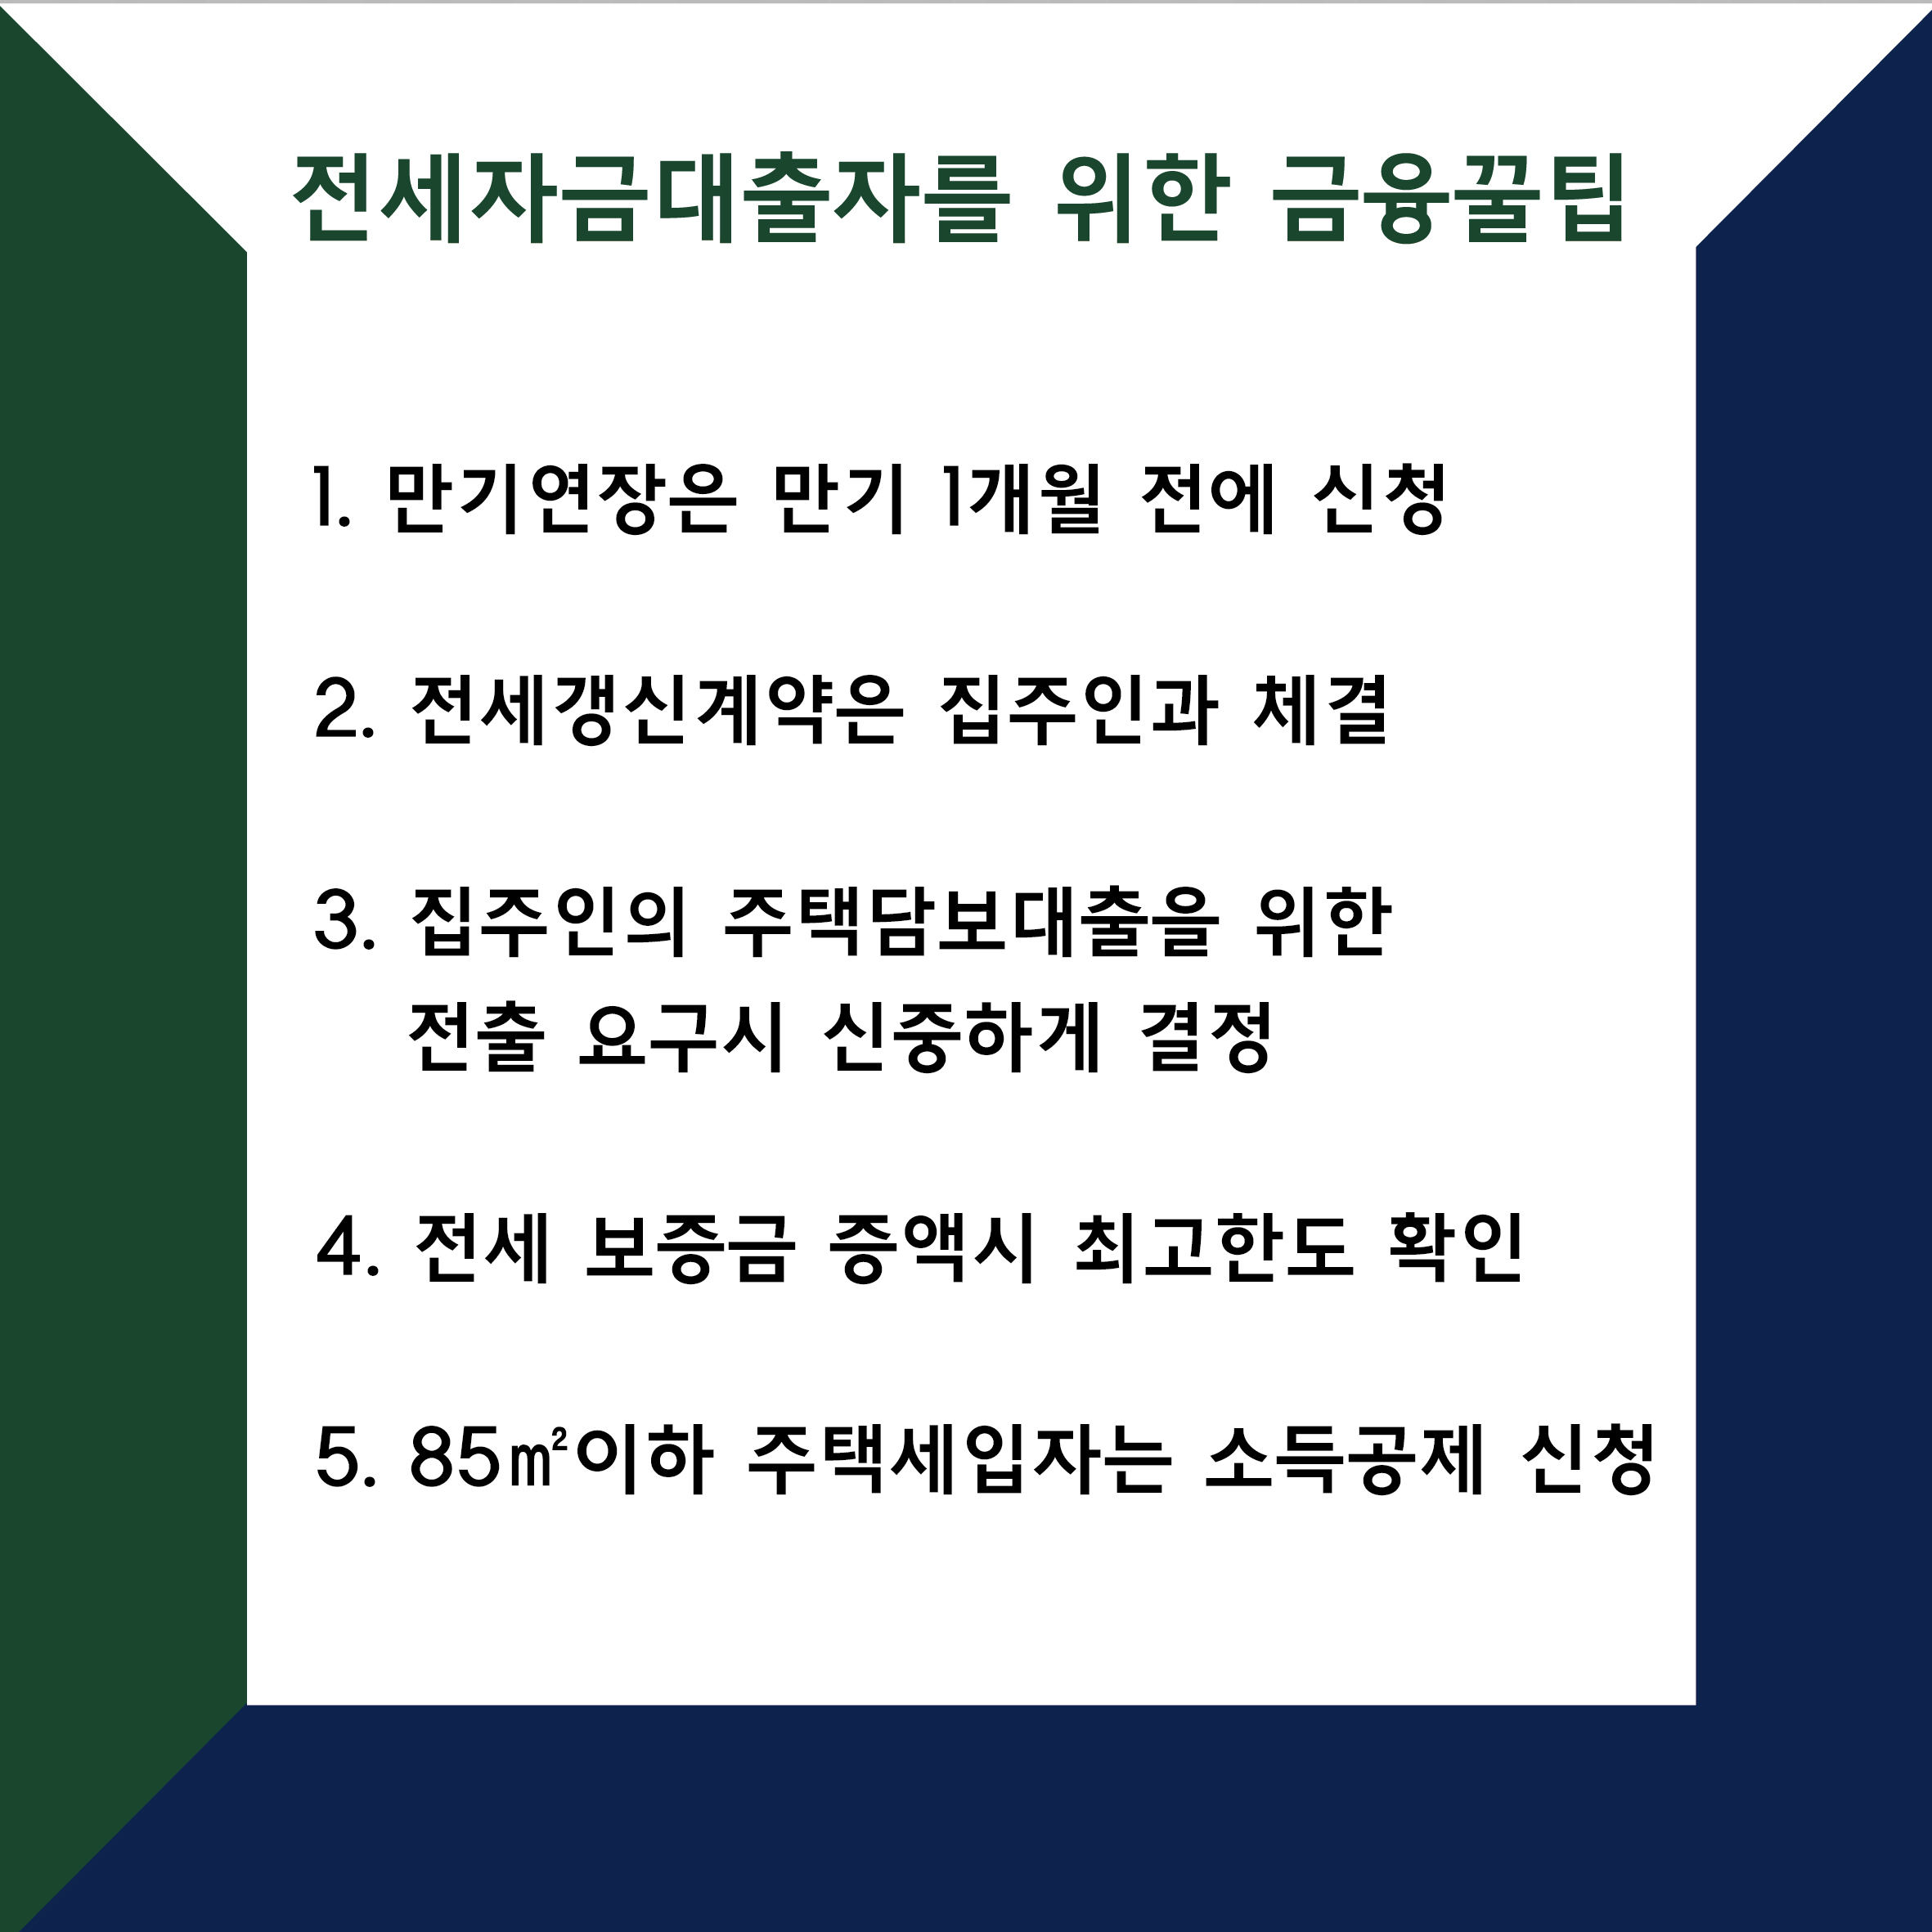 전세자금대출자를 위한 금융꿀팁
1. 만기연장은 만기 1개월 전에 신청
2. 전세갱신계약은 집주인과 체결
3. 집주인의 주택담보대출을 위한
전출 요구시 신중하게 결정
4. 전세 보증금 증액시 최고한도 확인
5. 85㎡이하 주택세입자는 소득공제 신청